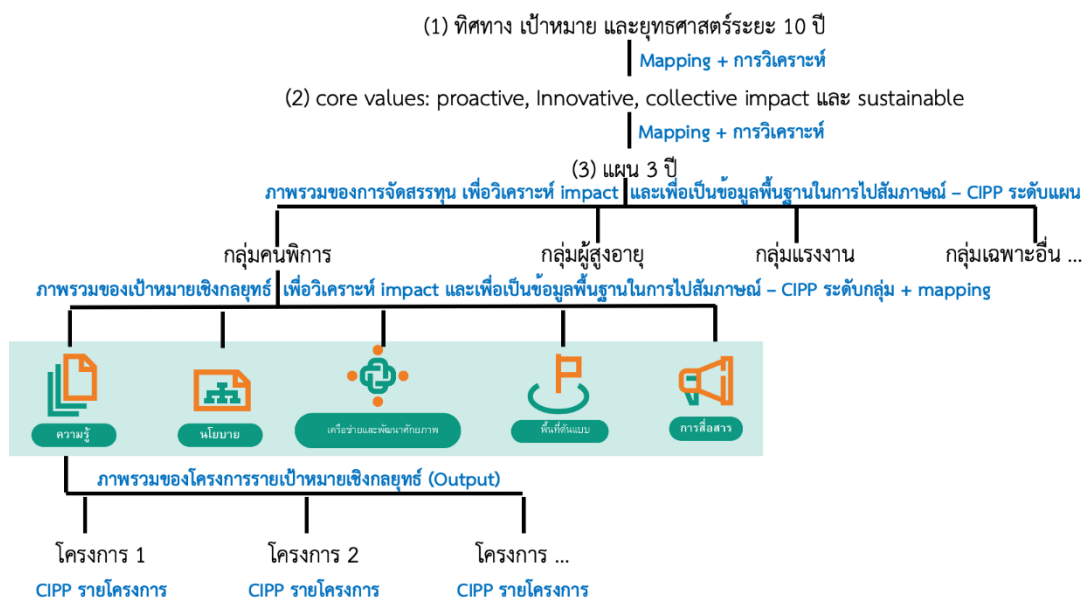 (1) ทิศทาง เป้าหมาย และยุทธศาสตร์ระยะ 10 ปี
Mapping + การวิเคราะห์
(2) core values: proactive, Innovative, collective impact และ sustainable
Mapping + การวิเคราะห์
(3) แผน 3 ปี
ภาพรวมของการจัดสรรทุน เพื่อวิเคราะห์ impact และเพื่อเป็นข้อมูลพื้นฐานในการไปสัมภาษณ์ – CIPP ระดับแผน
กลุ่มคนพิการ
กลุ่มผู้สูงอายุ
กลุ่มแรงงาน
กลุ่มเฉพาะอื่น ...
ภาพรวมของเป้าหมายเชิงกลยุทธ์ เพื่อวิเคราะห์ impact และเพื่อเป็นข้อมูลพื้นฐานในการไปสัมภาษณ์ – CIPP ระดับกลุ่ม + mapping
ความรู้
นโยบาย
เครือข่ายและพัฒนาศักยภาพ
พื้นที่ต้นแบบ
การสื่อสาร
ภาพรวมของโครงการรายเป้าหมายเชิงกลยุทธ์ (Output)
โครงการ 1
โครงการ 2
โครงการ ...
CIPP รายโครงการ
CIPP รายโครงการ
CIPP รายโครงการ